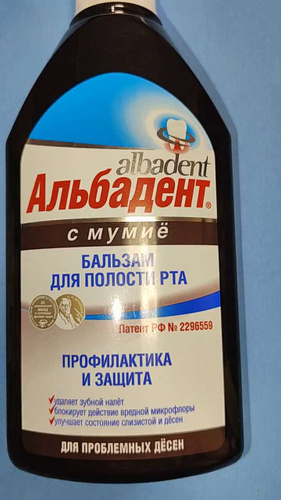 albadent
Альбадент®
с мумиё
БАЛЬЗАМ
ДЛЯ ПОЛОСТИ РТА
Патент РФ № 2296559
ПРОФИЛАКТИКА
И ЗАЩИТА
удаляет зубной налёт
блокирует действие вредной микрофлоры
улучшает состояние слизистой и дёсен
ДЛЯ ПРОБЛЕМНЫХ ДЁСЕН